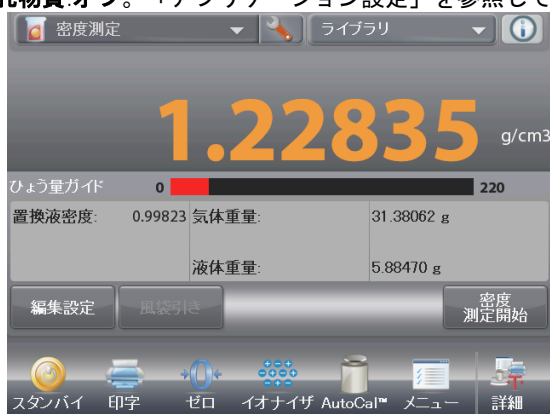 物質:オン。「アプリケーション設定」を参照して
密度測定 ライブラリ
1.22835 g/cm3
ひょう量ガイド 0 220
置換液密度: 0.99823 気体重量: 31.38062 g
液体重量: 5.88470 g
編集設定 風袋引き 密度
測定開始
スタンバイ 印字 ゼロ イオナイザ AutoCal™ メニュー 詳細